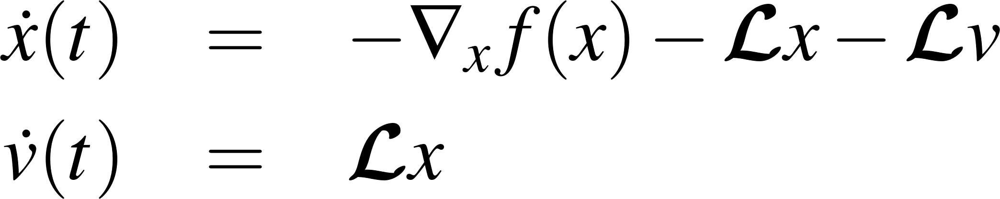 ẋ(t) = −∇ₓf(x) − 𝓛x − 𝓛v
v̇(t) = 𝓛x